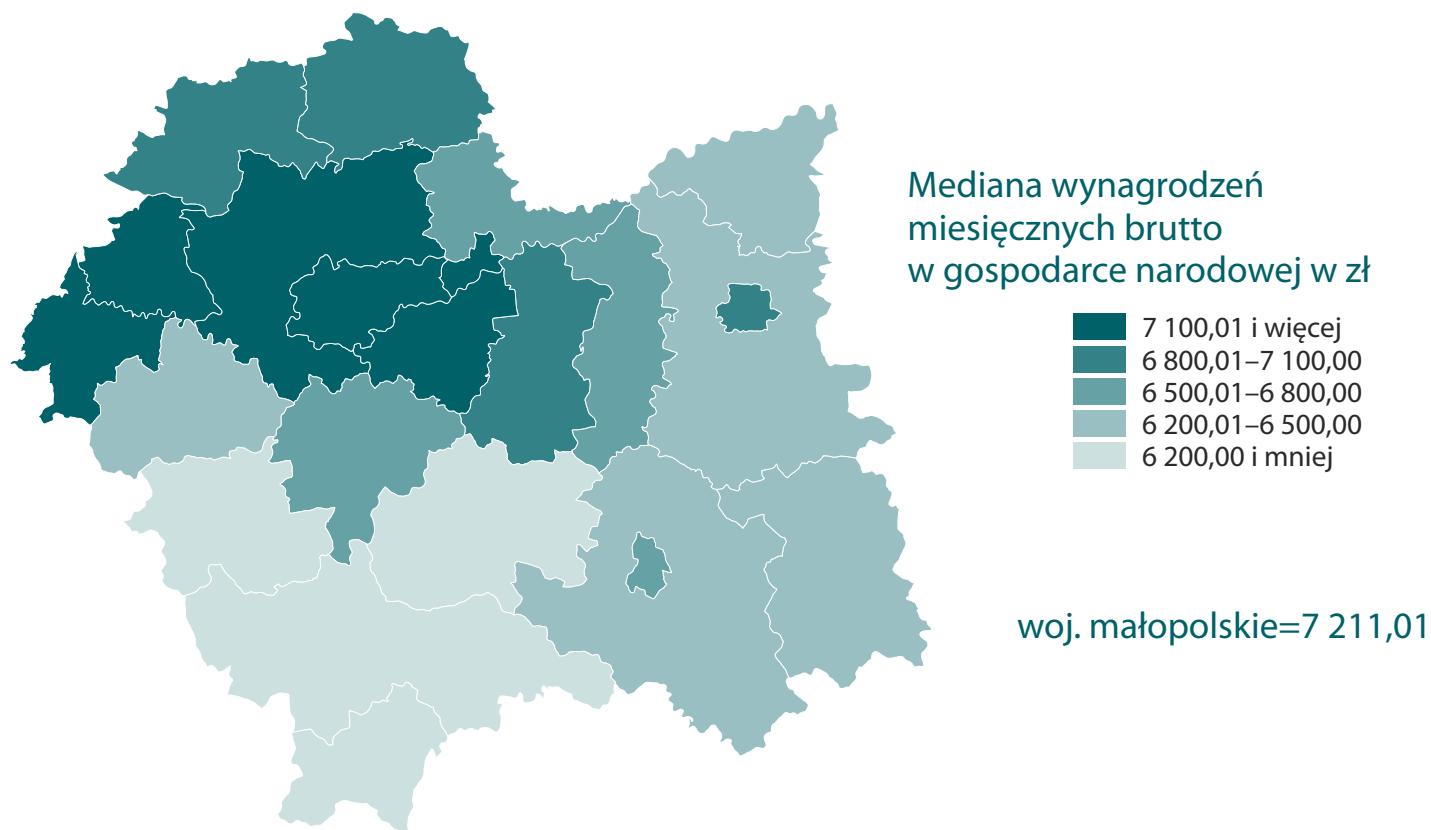 Mediana wynagrodzeń
miesięcznych brutto
w gospodarce narodowej w zł
7 100,01 i więcej
6 800,01–7 100,00
6 500,01–6 800,00
6 200,01–6 500,00
6 200,00 i mniej
woj. małopolskie=7 211,01